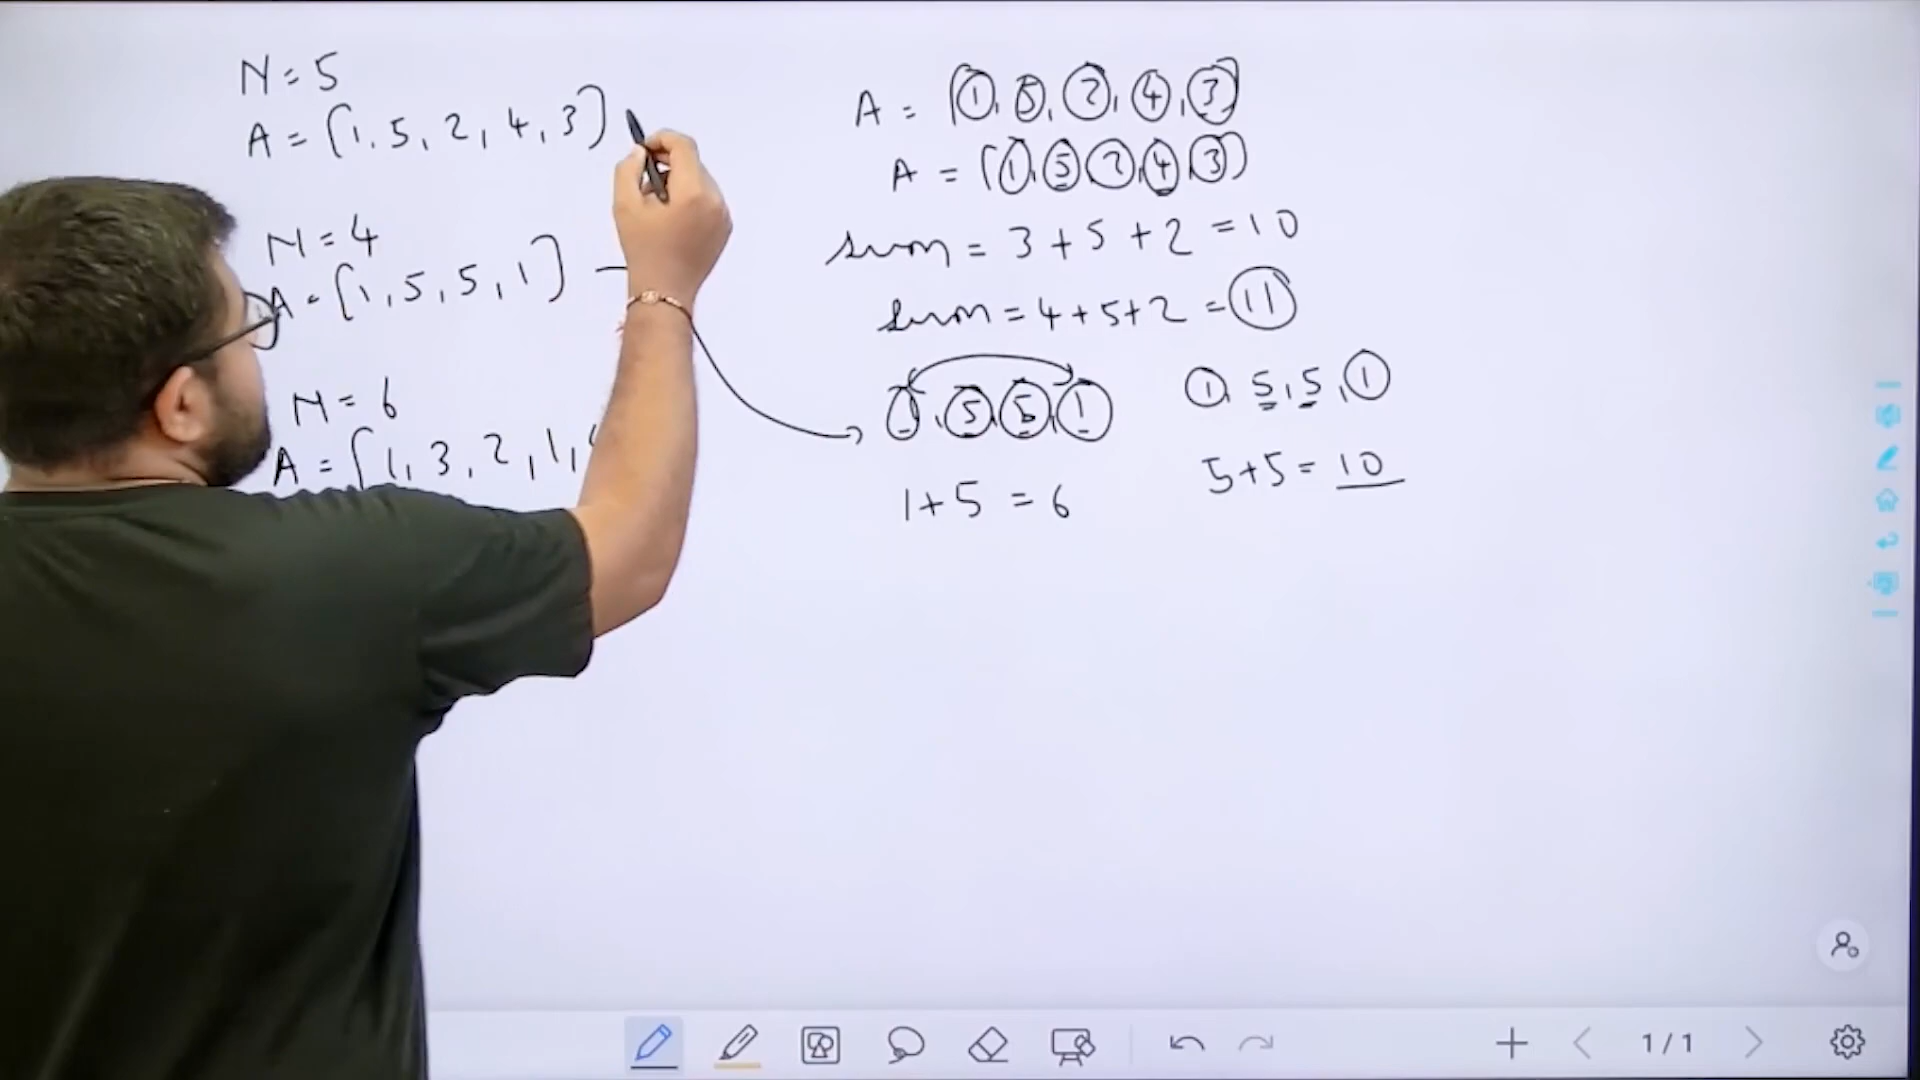 N = 5
A = [1, 5, 2, 4, 3]
N = 4
A = [1, 5, 5, 1]
N = 6
A = [1, 3, 2, 1,
A = [1, 5, 2, 4, 3]
A = [1, 5, 2, 4, 3]
sum = 3 + 5 + 2 = 10
sum = 4 + 5 + 2 = 11
1, 5, 5, 1
1 + 5 = 6
1, 5, 5, 1
5 + 5 = 10
1 / 1